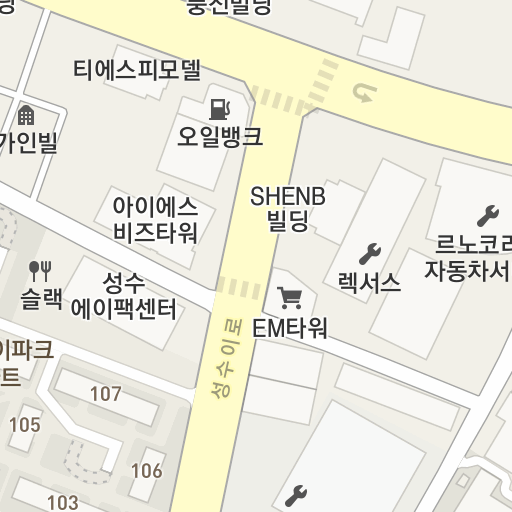 풍전빌딩
티에스피모델
오일뱅크
가인빌
SHENB
빌딩
아이에스
비즈타워
르노코리
자동차서
렉서스
성수
에이팩센터
슬랙
EM타워
성수이로
이파크
트
107
105
106
103